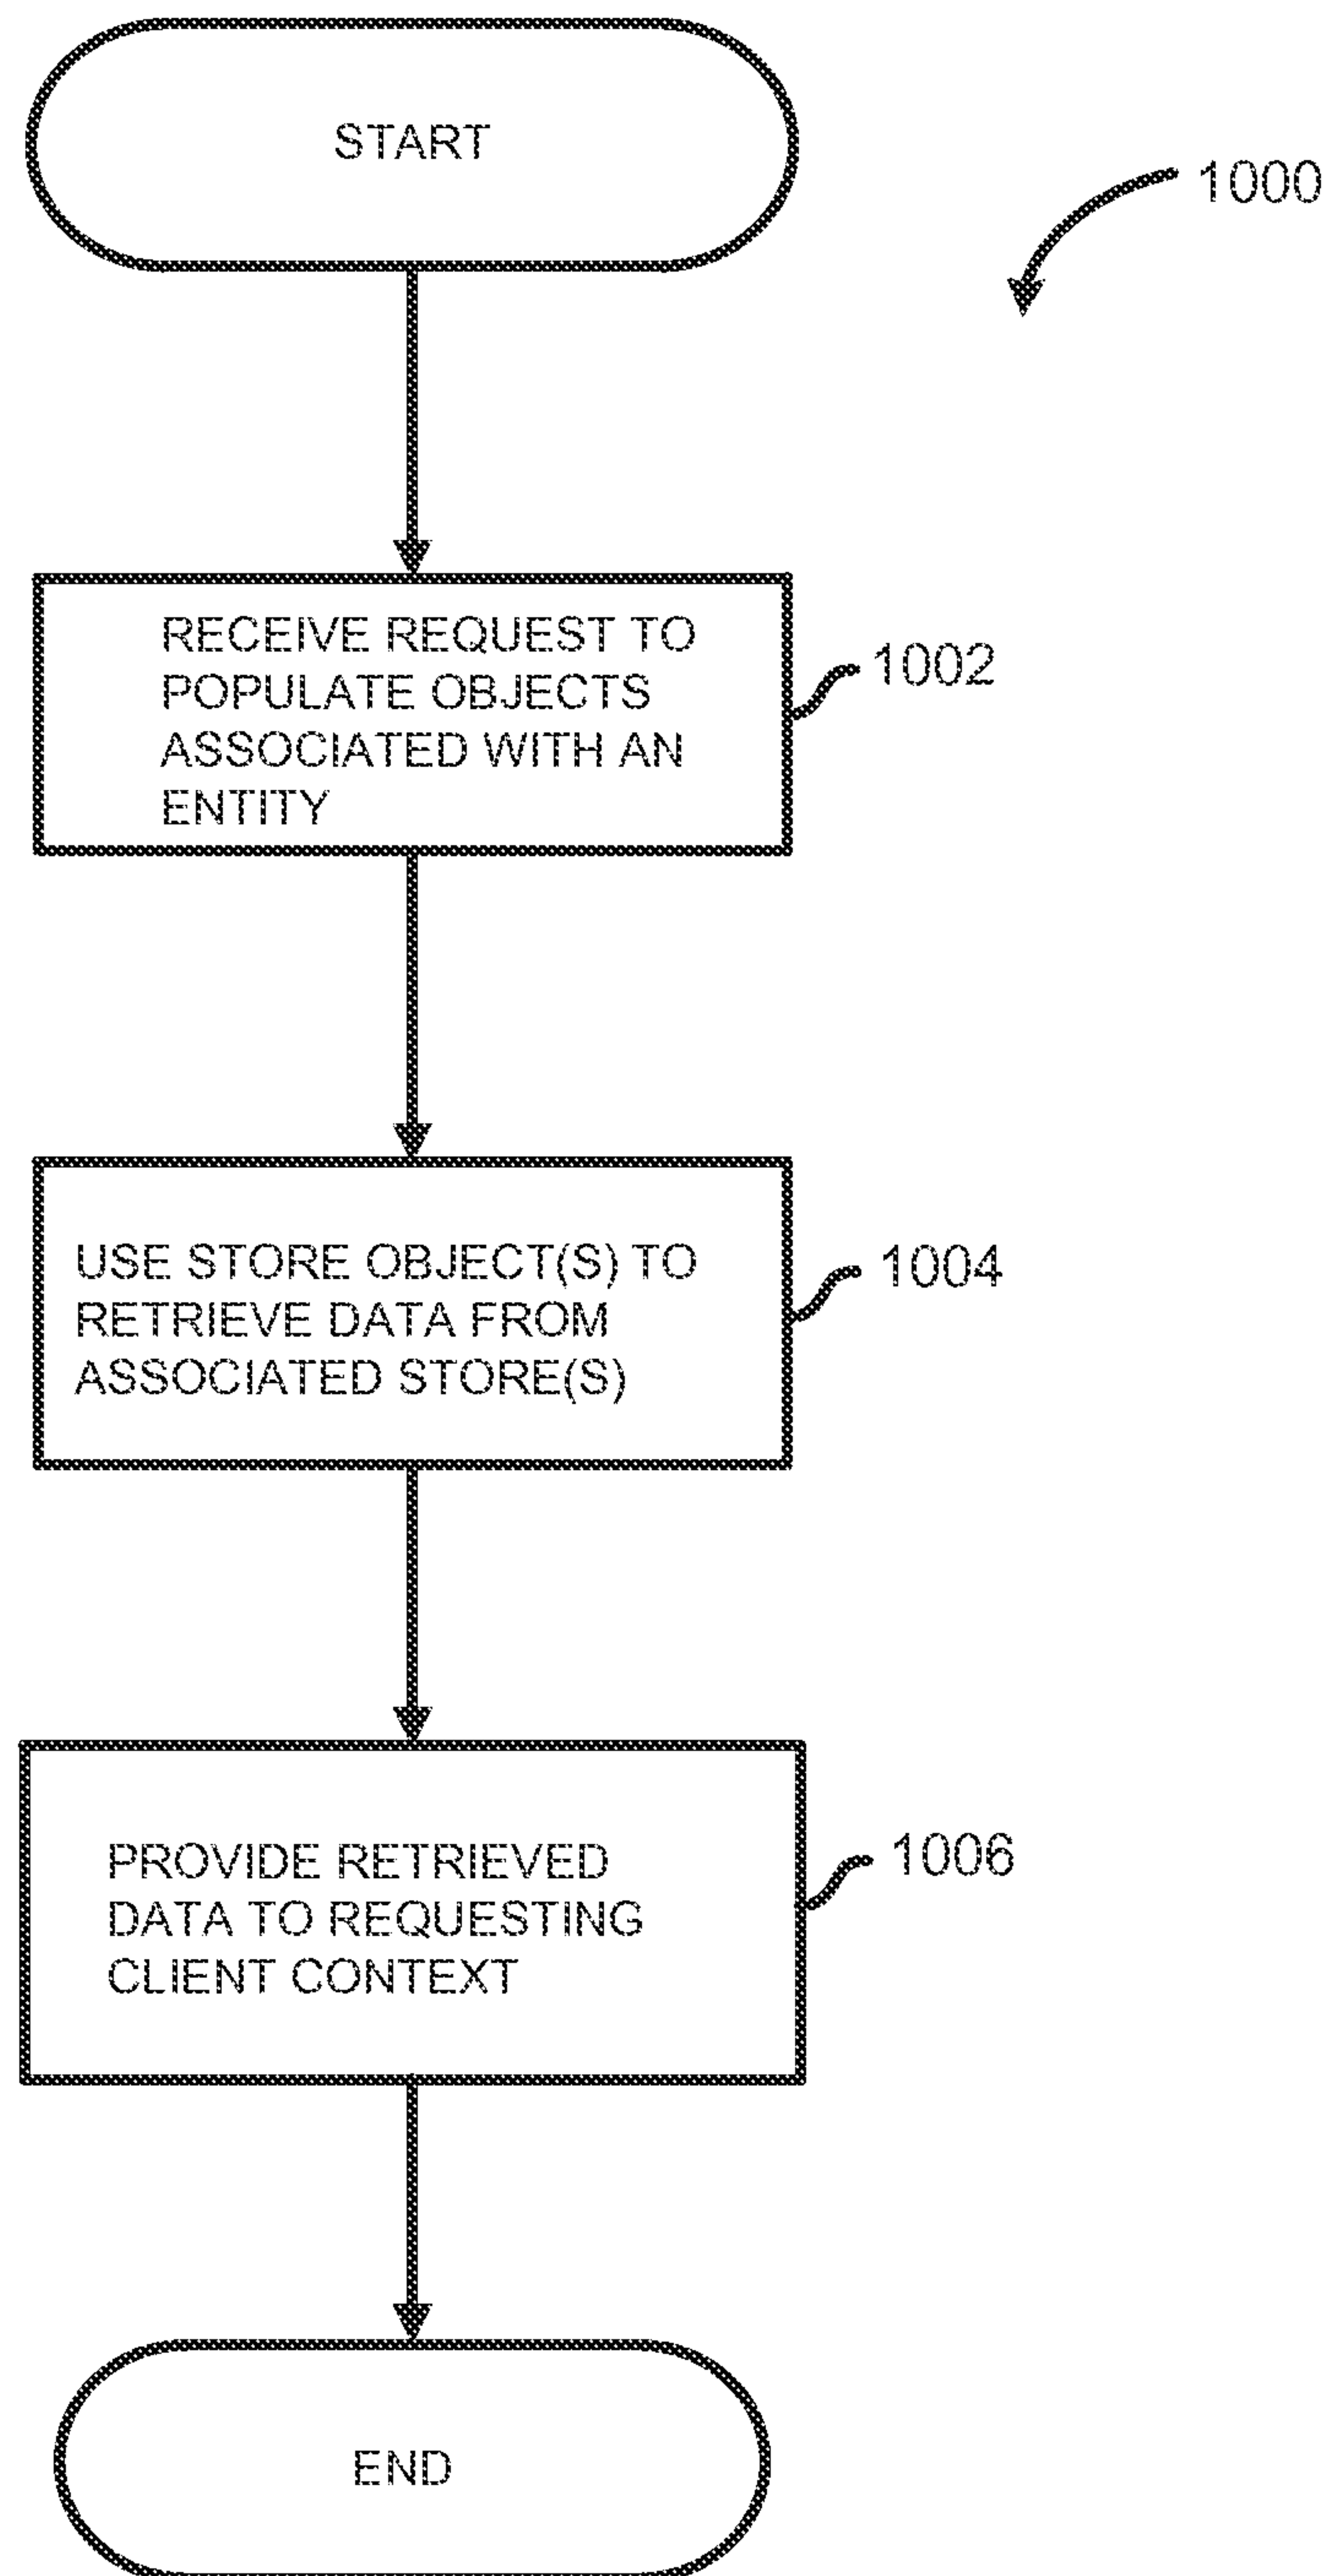 START
1000
RECEIVE REQUEST TO
POPULATE OBJECTS
ASSOCIATED WITH AN
ENTITY
1002
USE STORE OBJECT(S) TO
RETRIEVE DATA FROM
ASSOCIATED STORE(S)
1004
PROVIDE RETRIEVED
DATA TO REQUESTING
CLIENT CONTEXT
1006
END